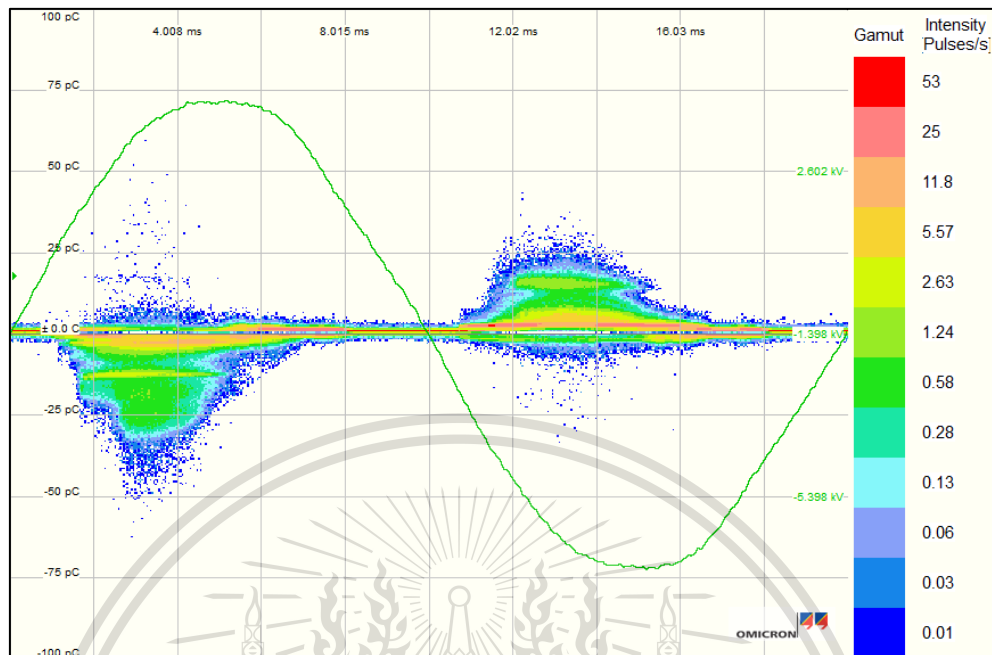 100 pC
4.008 ms 8.015 ms 12.02 ms 16.03 ms
75 pC
50 pC
2.602 kV
25 pC
± 0.0 C
-1.398 kV
-25 pC
-50 pC
-5.398 kV
-75 pC
-100 pC
OMICRON
Gamut
Intensity
[Pulses/s]
53
25
11.8
5.57
2.63
1.24
0.58
0.28
0.13
0.06
0.03
0.01